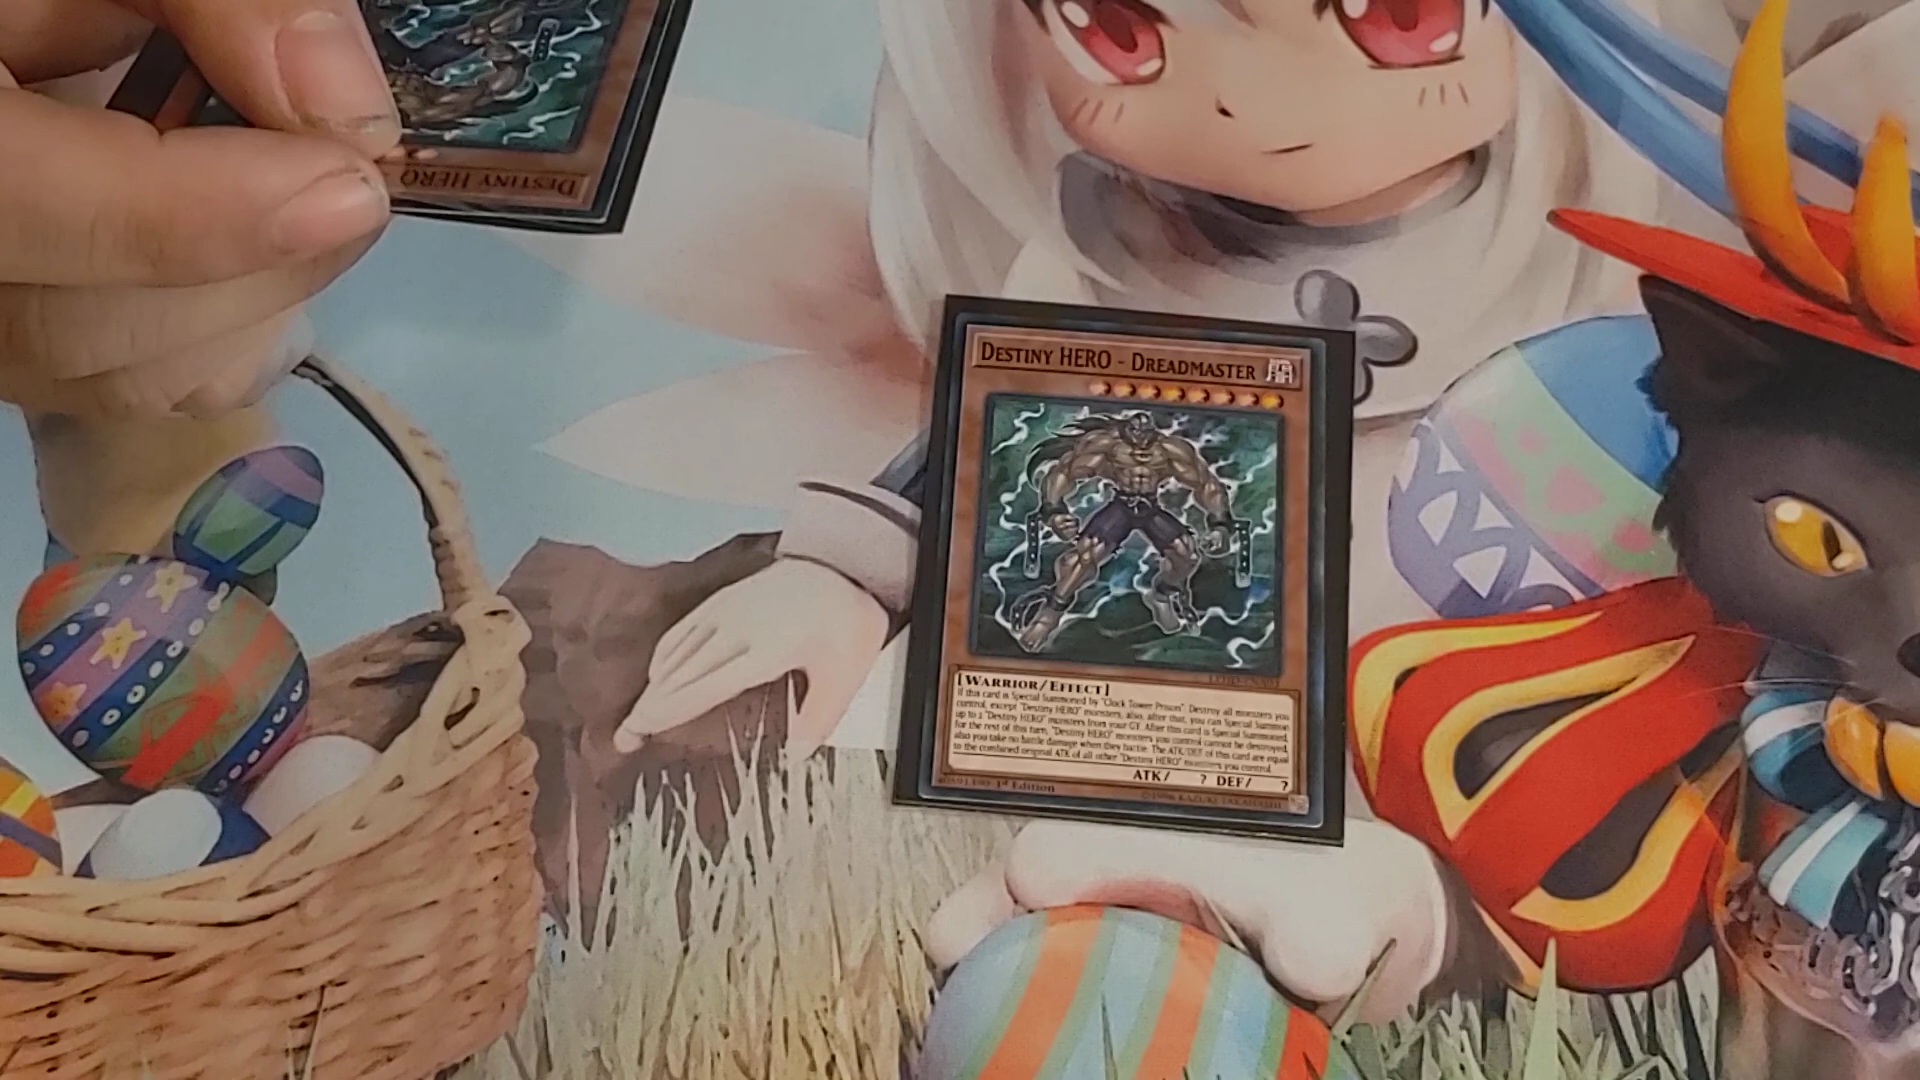 DESTINY HERO -
DESTINY HERO - DREADMASTER
[WARRIOR/EFFECT]
If this card is Special Summoned by "Clock Tower Prison": Destroy all monsters you
control, except "Destiny HERO" monsters, also, after that, you can Special Summon
up to 2 "Destiny HERO" monsters from your GY. After this card is Special Summoned,
for the rest of this turn, "Destiny HERO" monsters you control cannot be destroyed,
also you take no battle damage when they battle. The ATK/DEF of this card are equal
to the combined original ATK of all other "Destiny HERO" monsters you control.
ATK/ ? DEF/ ?
1st Edition
©1996 KAZUKI TAKAHASHI